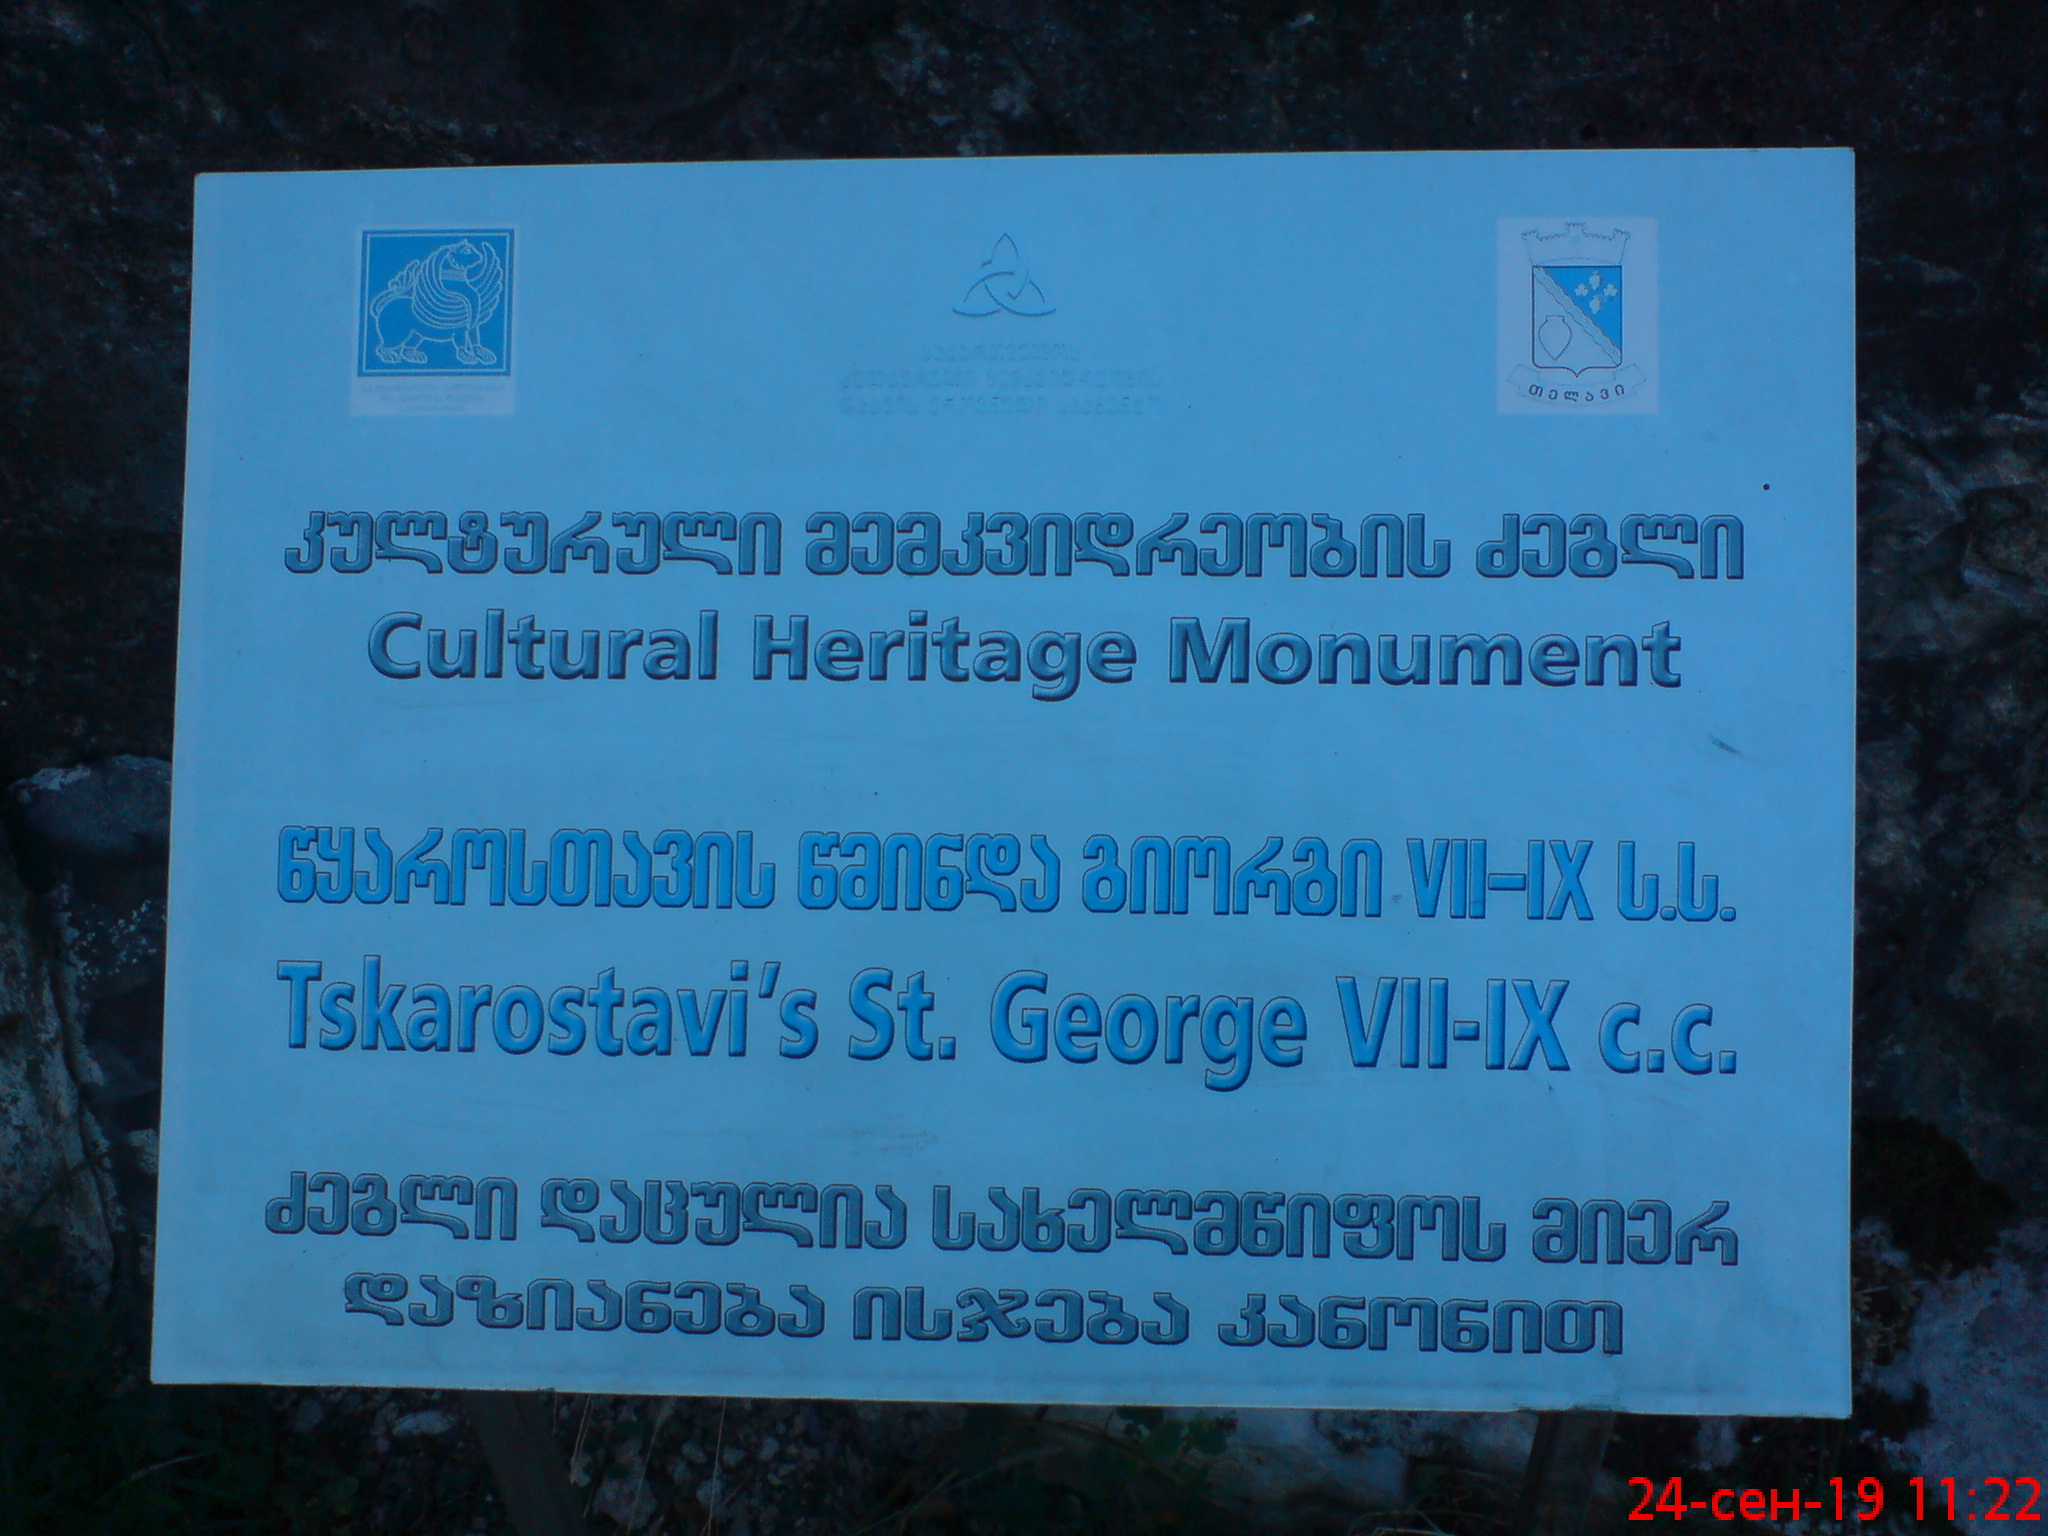 თელავი
კულტურული მემკვიდრეობის ძეგლი
Cultural Heritage Monument
წყაროსთავის წმინდა გიორგი VII–IX ს.ს.
Tskarostavi's St. George VII-IX c.c.
ძეგლი დაცულია სახელმწიფოს მიერ
დაზიანება ისჯება კანონით
24-сен-19 11:22